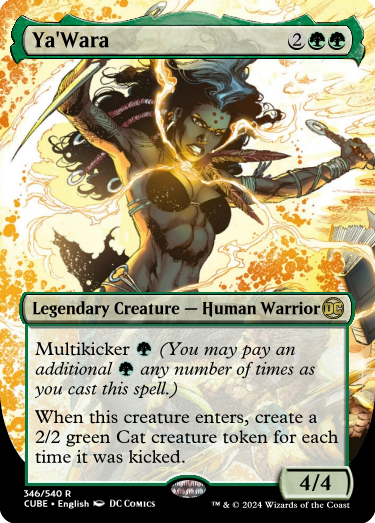 Ya'Wara 2
Legendary Creature — Human Warrior DC
Multikicker (You may pay an
additional any number of times as
you cast this spell.)
When this creature enters, create a
2/2 green Cat creature token for each
time it was kicked.
4/4
346/540 R
CUBE • English DC COMICS ™ & © 2024 Wizards of the Coast